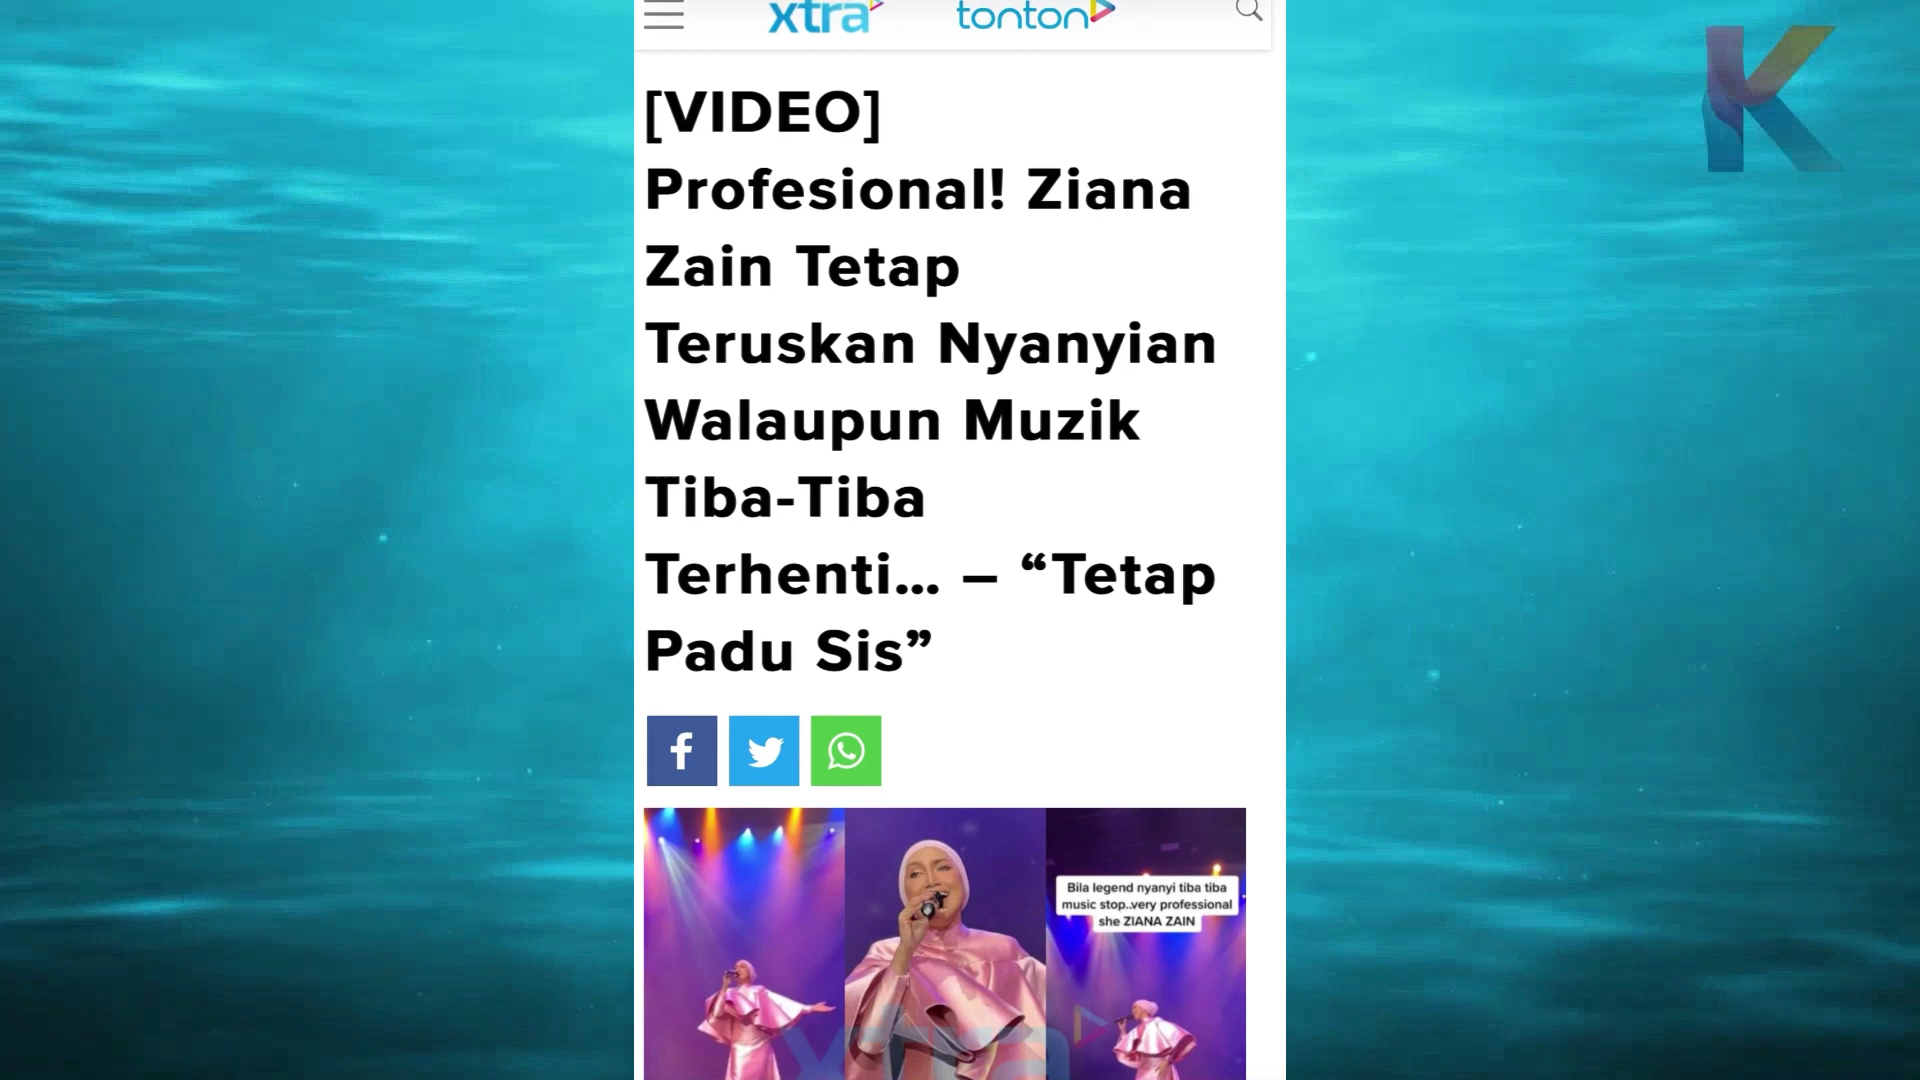 xtra tonton
[VIDEO]
Profesional! Ziana
Zain Tetap
Teruskan Nyanyian
Walaupun Muzik
Tiba-Tiba
Terhenti... – “Tetap
Padu Sis”
Bila legend nyanyi tiba tiba
music stop..very professional
she ZIANA ZAIN
xtra
K